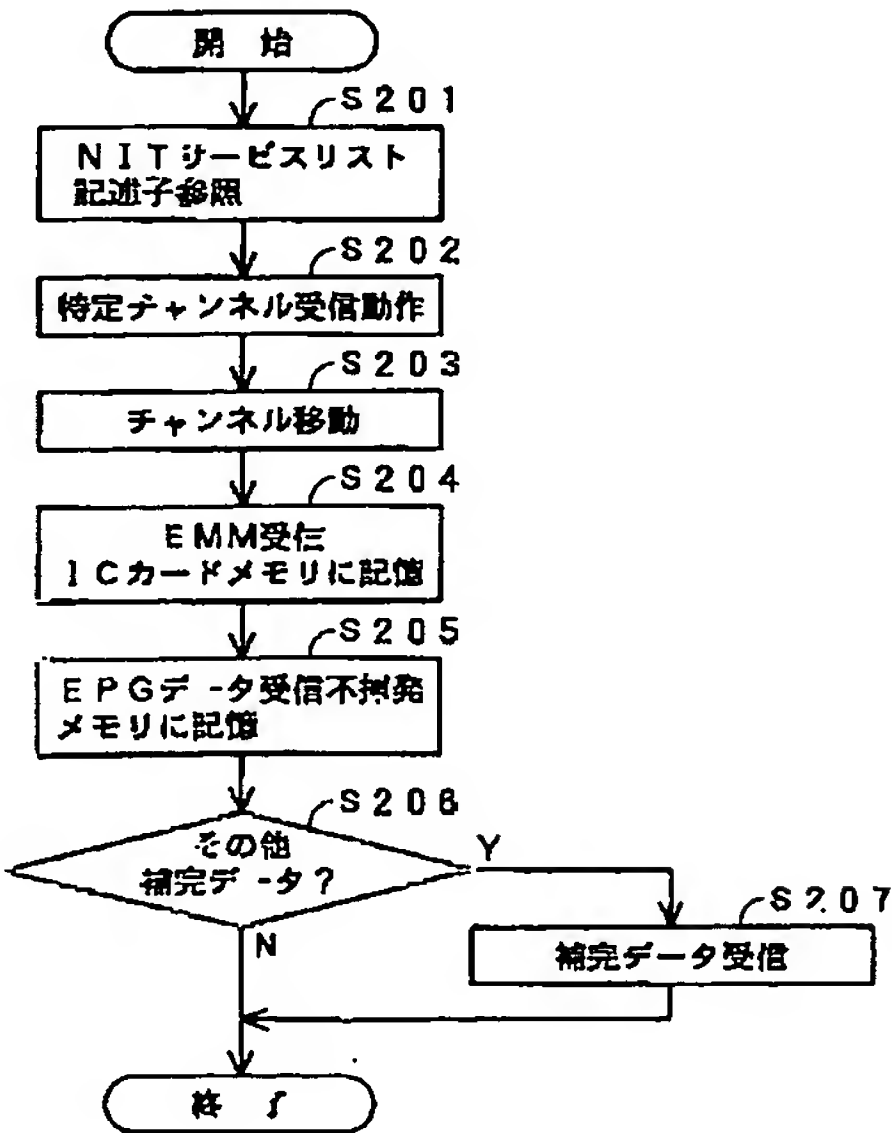 開始
S201
NITサービスリスト
記述子参照
S202
特定チャンネル受信動作
S203
チャンネル移動
S204
EMM受信
ICカードメモリに記憶
S205
EPGデータ受信不揮発
メモリに記憶
S206
その他
補完データ?
Y
N
S207
補完データ受信
終了